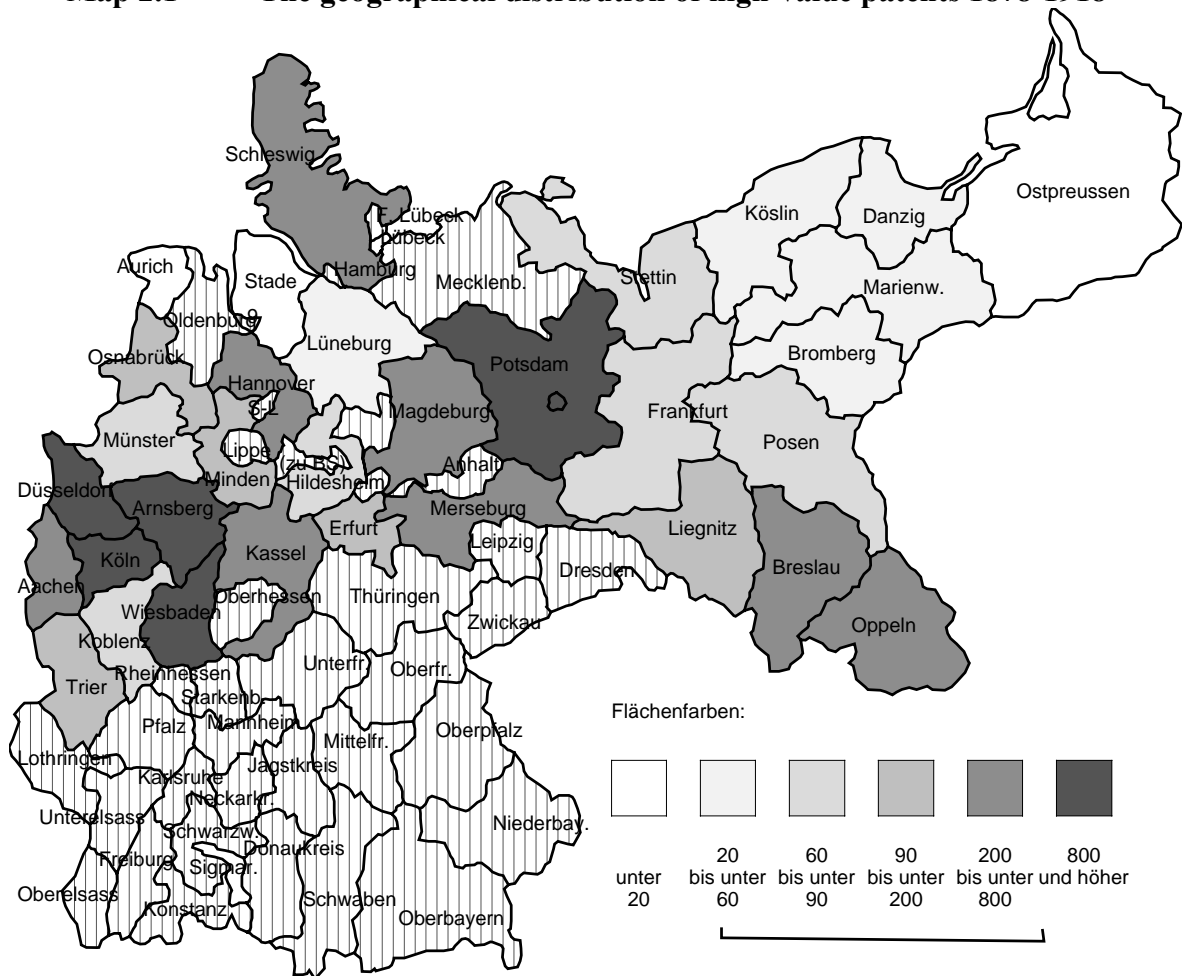 Schleswig
F. Lübeck
Lübeck
Hamburg
Aurich
Stade
Mecklenb.
Oldenburg
Stettin
Köslin
Danzig
Ostpreussen
Marienw.
Osnabrück
Lüneburg
Bromberg
Potsdam
Hannover
S-L
Magdeburg
Frankfurt
Münster
Posen
Lippe
(zu BS)
Anhalt
Minden
Hildesheim
Düsseldorf
Arnsberg
Merseburg
Erfurt
Liegnitz
Leipzig
Köln
Kassel
Dresden
Breslau
Aachen
Wiesbaden
Oberhessen
Thüringen
Zwickau
Oppeln
Koblenz
Rheinhessen
Unterfr.
Oberfr.
Trier
Starkenb.
Pfalz
Mannheim
Mittelfr.
Oberpfalz
Flächenfarben:
Lothringen
Karlsruhe
Jagstkreis
Neckarkr.
Unterelsass
Schwarzw.
Niederbay.
Freiburg
Donaukreis
Sigmar.
Oberelsass
Konstanz
Schwaben
Oberbayern
20 60 90 200 800
unter bis unter bis unter bis unter bis unter und höher
20 60 90 200 800